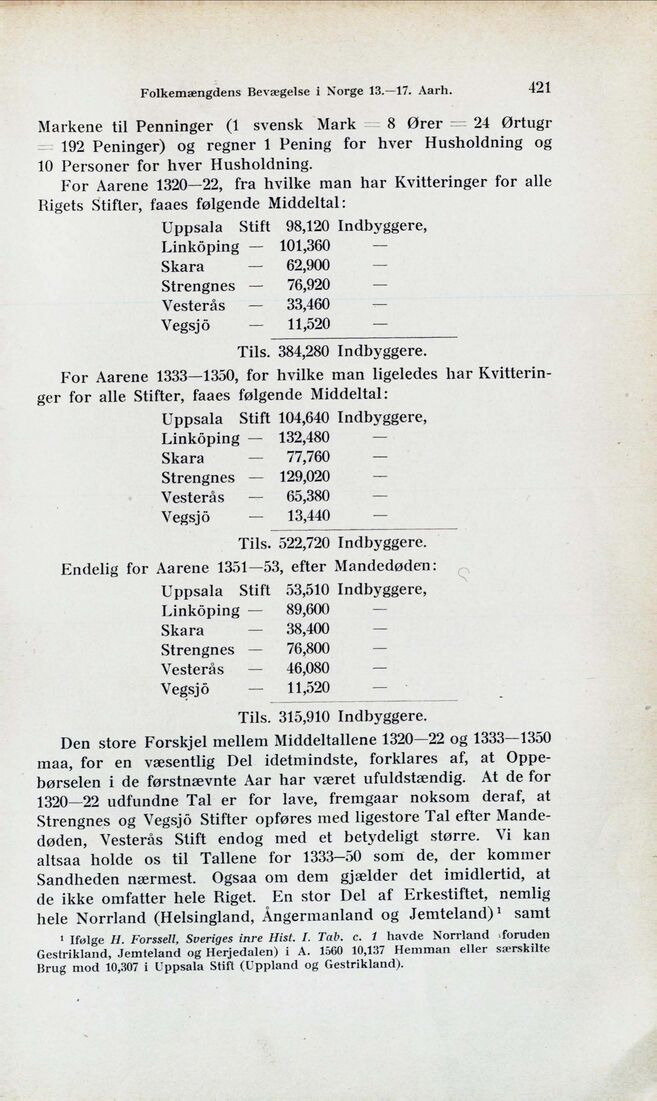 Folkemængdens Bevægelse i Norge 13.—17. Aarh. 421
Markene til Penninger (1 svensk Mark = 8 Ører = 24 Ørtugr
= 192 Peninger) og regner 1 Pening for hver Husholdning og
10 Personer for hver Husholdning.
For Aarene 1320—22, fra hvilke man har Kvitteringer for alle
Rigets Stifter, faaes følgende Middeltal:
Uppsala Stift 98,120 Indbyggere,
Linköping — 101,360 —
Skara — 62,900 —
Strengnes — 76,920 —
Vesterås — 33,460 —
Vegsjö — 11,520 —
Tils. 384,280 Indbyggere.
For Aarene 1333—1350, for hvilke man ligeledes har Kvitterin-
ger for alle Stifter, faaes følgende Middeltal:
Uppsala Stift 104,640 Indbyggere,
Linköping — 132,480 —
Skara — 77,760 —
Strengnes — 129,020 —
Vesterås — 65,380 —
Vegsjö — 13,440 —
Tils. 522,720 Indbyggere.
Endelig for Aarene 1351—53, efter Mandedøden:
Uppsala Stift 53,510 Indbyggere,
Linköping — 89,600 —
Skara — 38,400 —
Strengnes — 76,800 —
Vesterås — 46,080 —
Vegsjö — 11,520 —
Tils. 315,910 Indbyggere.
Den store Forskjel mellem Middeltallene 1320—22 og 1333—1350
maa, for en væsentlig Del idetmindste, forklares af, at Oppe-
børselen i de førstnævnte Aar har været ufuldstændig. At de for
1320—22 udfundne Tal er for lave, fremgaar noksom deraf, at
Strengnes og Vegsjö Stifter opføres med ligestore Tal efter Mande-
døden, Vesterås Stift endog med et betydeligt større. Vi kan
altsaa holde os til Tallene for 1333—50 som de, der kommer
Sandheden nærmest. Ogsaa om dem gjælder det imidlertid, at
de ikke omfatter hele Riget. En stor Del af Erkestiftet, nemlig
hele Norrland (Helsingland, Ångermanland og Jemteland)¹ samt
¹ Ifølge H. Forssell, Sveriges inre Hist. I. Tab. c. 1 havde Norrland foruden
Gestrikland, Jemteland og Herjedalen) i A. 1560 10,137 Hemman eller særskilte
Brug mod 10,307 i Uppsala Stift (Uppland og Gestrikland).